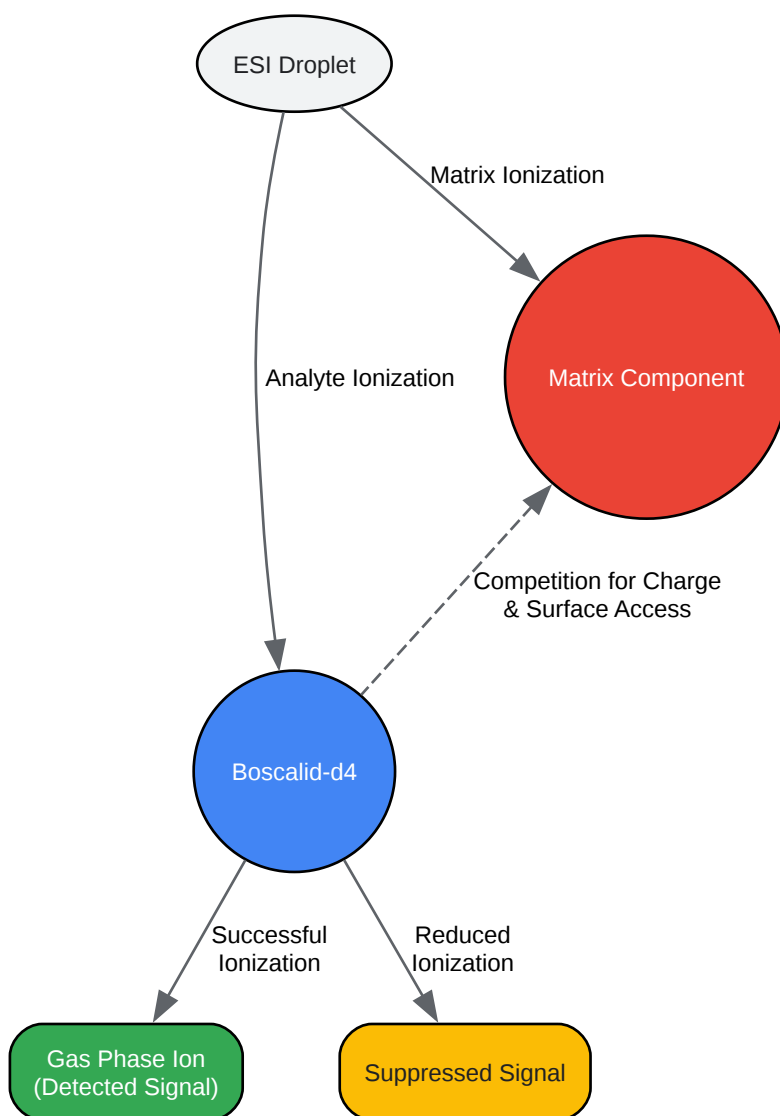 ESI Droplet
Matrix Ionization
Matrix Component
Analyte Ionization
Competition for Charge
& Surface Access
Boscalid-d4
Successful
Ionization
Reduced
Ionization
Gas Phase Ion
(Detected Signal)
Suppressed Signal